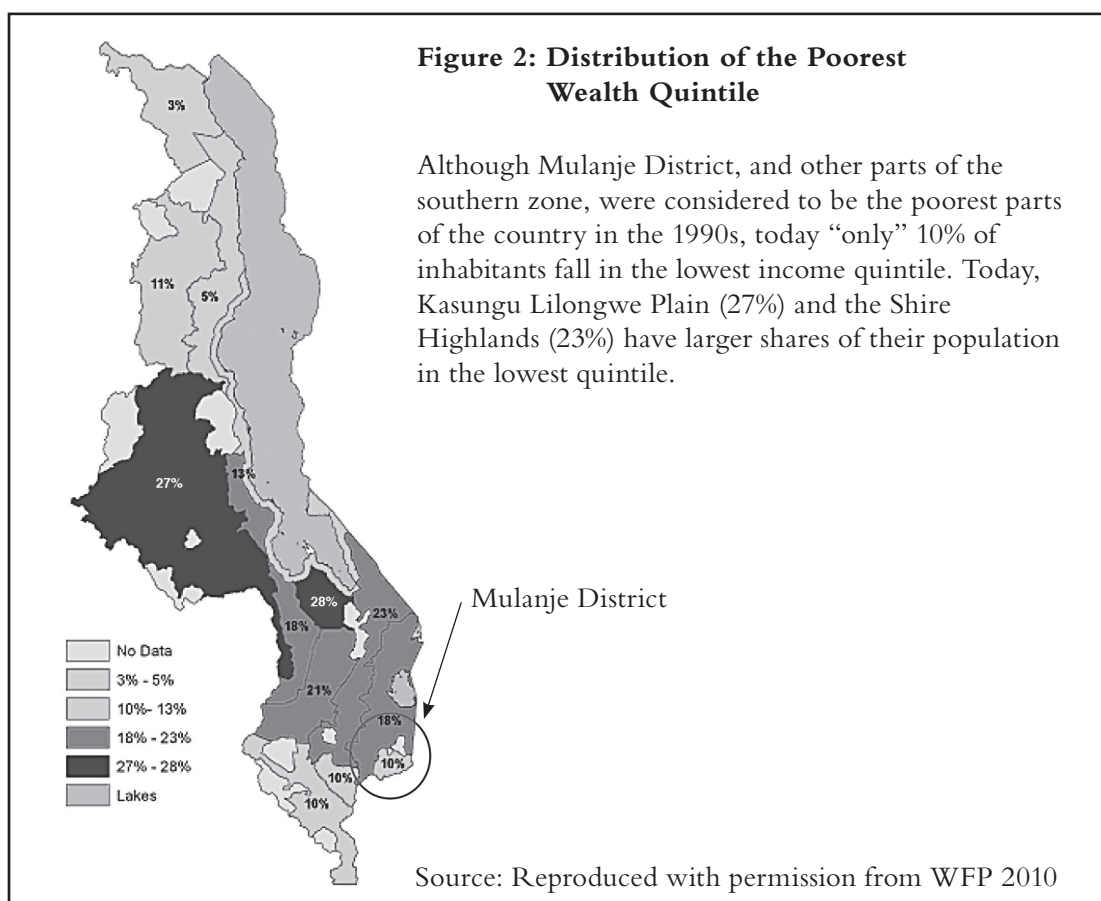 Figure 2: Distribution of the Poorest
Wealth Quintile
Although Mulanje District, and other parts of the
southern zone, were considered to be the poorest parts
of the country in the 1990s, today “only” 10% of
inhabitants fall in the lowest income quintile. Today,
Kasungu Lilongwe Plain (27%) and the Shire
Highlands (23%) have larger shares of their population
in the lowest quintile.
3%
11%
5%
27%
13%
28%
23%
18%
21%
18%
10%
10%
10%
Mulanje District
No Data
3% - 5%
10%- 13%
18% - 23%
27% - 28%
Lakes
Source: Reproduced with permission from WFP 2010